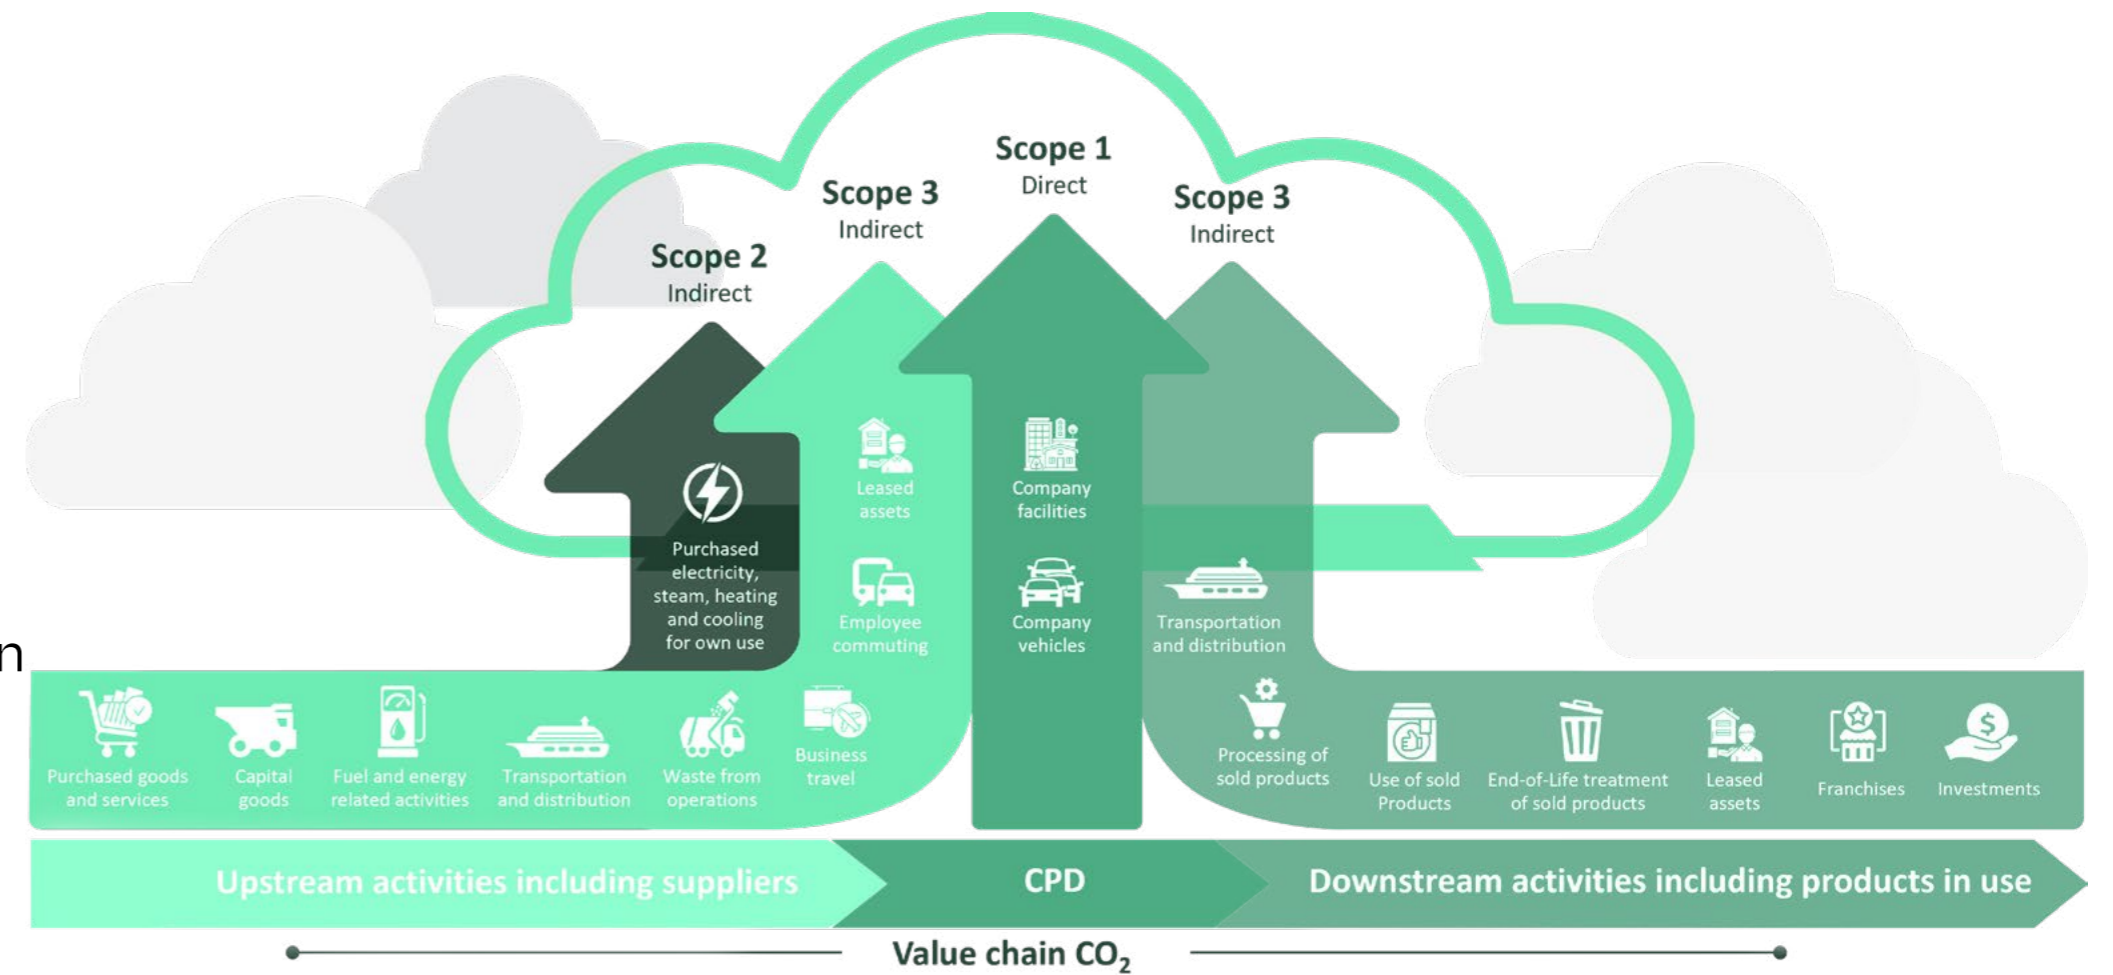 Scope 1
Direct
Scope 3
Indirect
Scope 3
Indirect
Scope 2
Indirect
Purchased
electricity,
steam, heating
and cooling
for own use
Leased
assets
Employee
commuting
Company
facilities
Company
vehicles
Transportation
and distribution
n
Purchased goods
and services
Capital
goods
Fuel and energy
related activities
Transportation
and distribution
Waste from
operations
Business
travel
Processing of
sold products
Use of sold
Products
End-of-Life treatment
of sold products
Leased
assets
Franchises
Investments
Upstream activities including suppliers
CPD
Downstream activities including products in use
Value chain CO₂